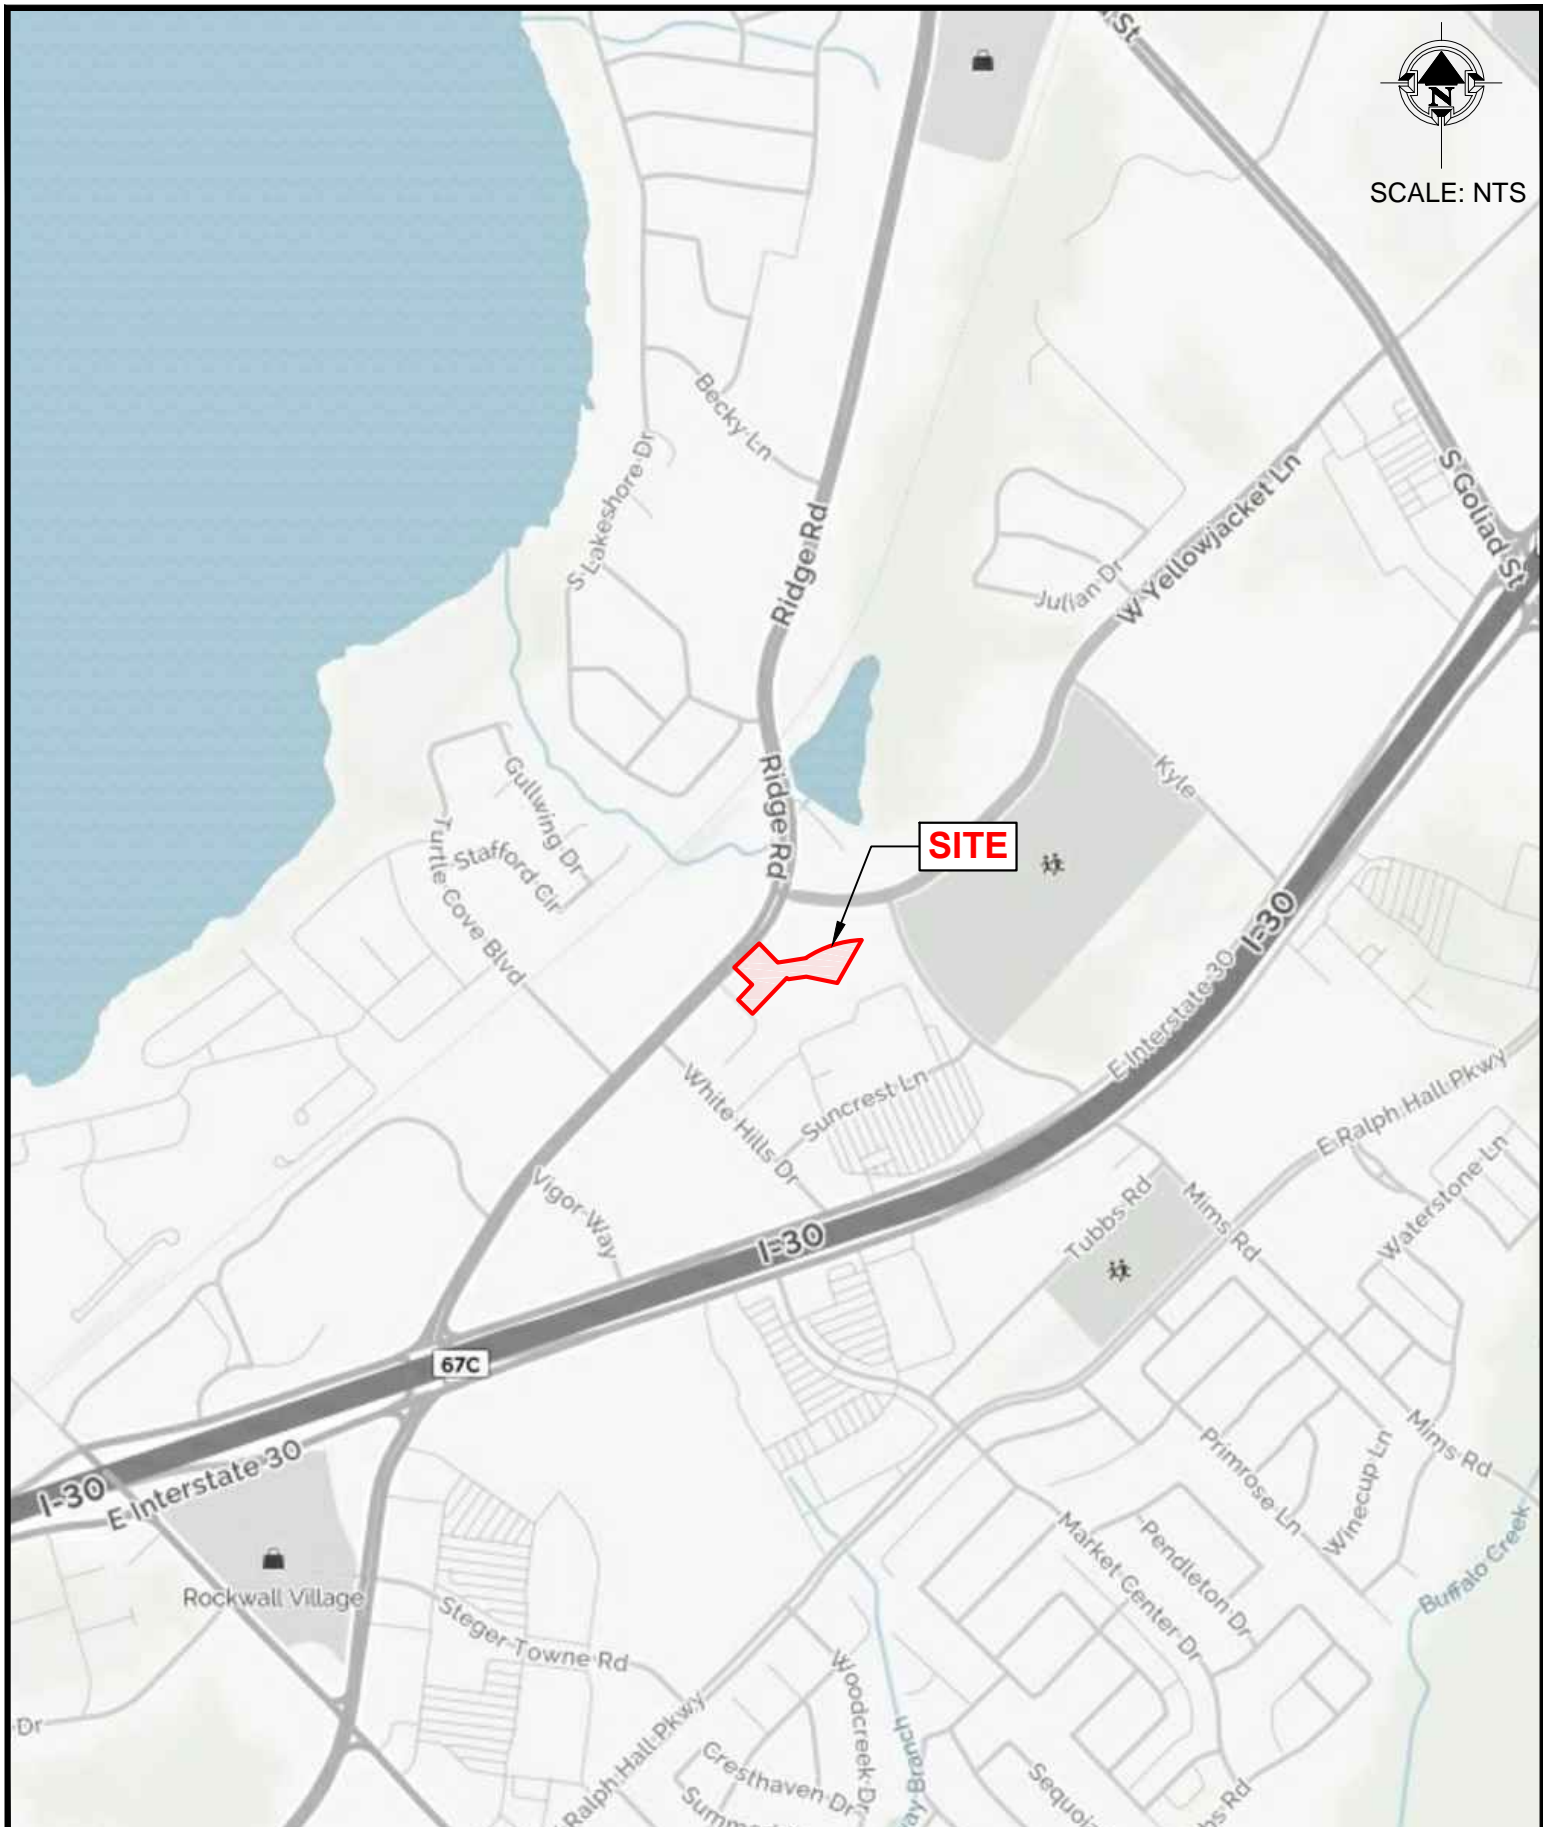 St
N
SCALE: NTS
Becky Ln
S Lakeshore Dr
Ridge Rd
S Goliad St
W Yellowjacket Ln
Julian Dr
Ridge Rd
Kyle
Gullwing Dr
Stafford Cir
Turtle Cove Blvd
SITE
I-30
E Interstate 30
White Hills Dr
Suncrest Ln
E Ralph Hall Pkwy
Waterstone Ln
Vigor Way
Tubbs Rd
Mims Rd
I-30
67C
I-30
E Interstate 30
Mims Rd
Primrose Ln
Winecup Ln
Market Center Dr
Pendleton Dr
Buffalo Creek
Rockwall Village
Steger Towne Rd
Woodcreek Dr
Dr
Ralph Hall Pkwy
Cresthaven Dr
Branch
Rd